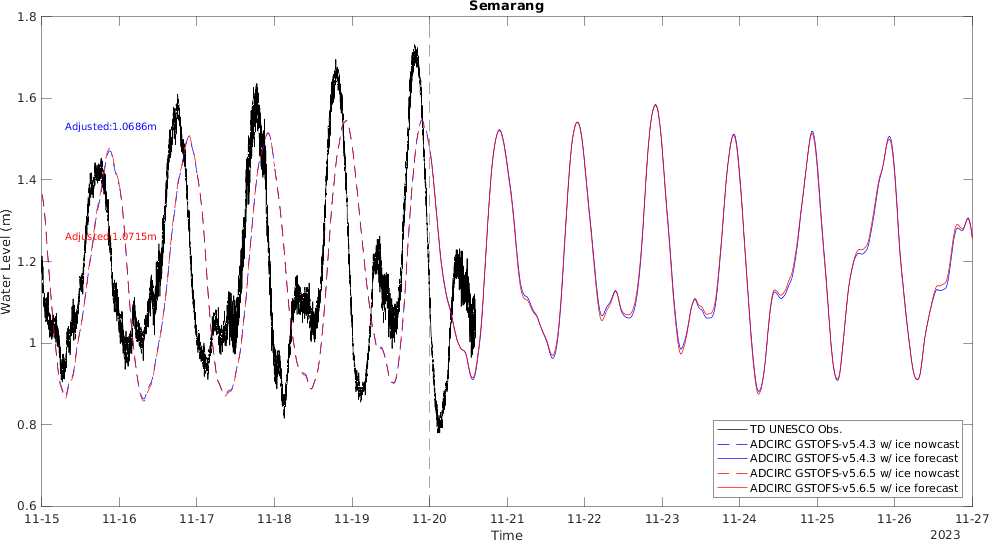 Semarang
1.8
1.6
1.4
1.2
1
0.8
0.6
Water Level (m)
Adjusted:1.0686m
Adjusted:1.0715m
TD UNESCO Obs.
ADCIRC GSTOFS-v5.4.3 w/ ice nowcast
ADCIRC GSTOFS-v5.4.3 w/ ice forecast
ADCIRC GSTOFS-v5.6.5 w/ ice nowcast
ADCIRC GSTOFS-v5.6.5 w/ ice forecast
11-15 11-16 11-17 11-18 11-19 11-20 11-21 11-22 11-23 11-24 11-25 11-26 11-27
Time
2023